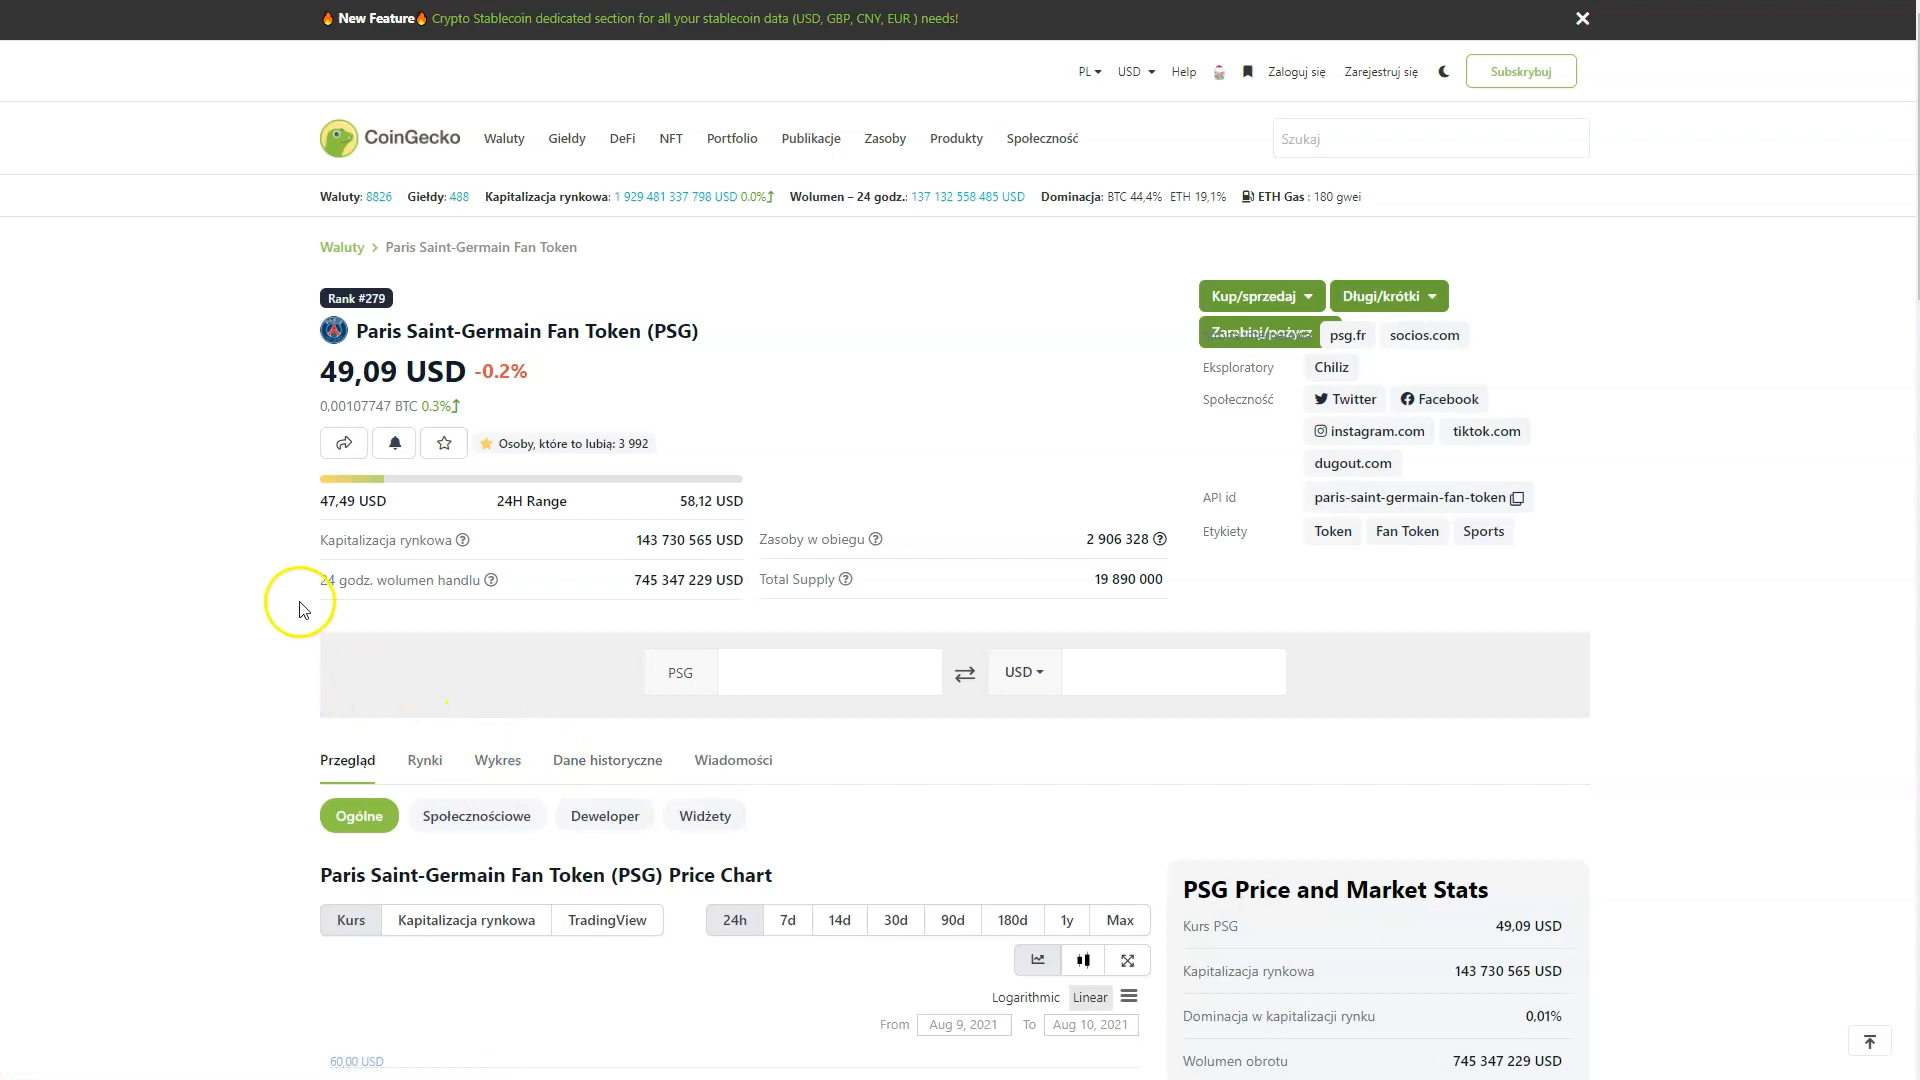 New Feature Crypto Stablecoin dedicated section for all your stablecoin data (USD, GBP, CNY, EUR ) needs!
PL USD Help Zaloguj się Zarejestruj się Subskrybuj
CoinGecko Waluty Giełdy DeFi NFT Portfolio Publikacje Zasoby Produkty Społeczność Szukaj
Waluty: 8826 Giełdy: 488 Kapitalizacja rynkowa: 1 929 481 337 798 USD 0.0% Wolumen – 24 godz.: 137 132 558 485 USD Dominacja: BTC 44,4% ETH 19,1% ETH Gas : 180 gwei
Waluty > Paris Saint-Germain Fan Token
Rank #279
Paris Saint-Germain Fan Token (PSG)
49,09 USD -0.2%
0,00107747 BTC 0.3%
Osoby, które to lubią: 3 992
47,49 USD 24H Range 58,12 USD
Kapitalizacja rynkowa 143 730 565 USD
24 godz. wolumen handlu 745 347 229 USD
Zasoby w obiegu 2 906 328
Total Supply 19 890 000
Kup/sprzedaj Długi/krótki
Zarabiaj/pożycz psg.fr socios.com
Eksploratory Chiliz
Społeczność Twitter Facebook
instagram.com tiktok.com
dugout.com
API id paris-saint-germain-fan-token
Etykiety Token Fan Token Sports
PSG USD
Przegląd Rynki Wykres Dane historyczne Wiadomości
Ogólne Społecznościowe Deweloper Widżety
Paris Saint-Germain Fan Token (PSG) Price Chart
Kurs Kapitalizacja rynkowa TradingView 24h 7d 14d 30d 90d 180d 1y Max
Logarithmic Linear
From Aug 9, 2021 To Aug 10, 2021
60,00 USD
PSG Price and Market Stats
Kurs PSG 49,09 USD
Kapitalizacja rynkowa 143 730 565 USD
Dominacja w kapitalizacji rynku 0,01%
Wolumen obrotu 745 347 229 USD